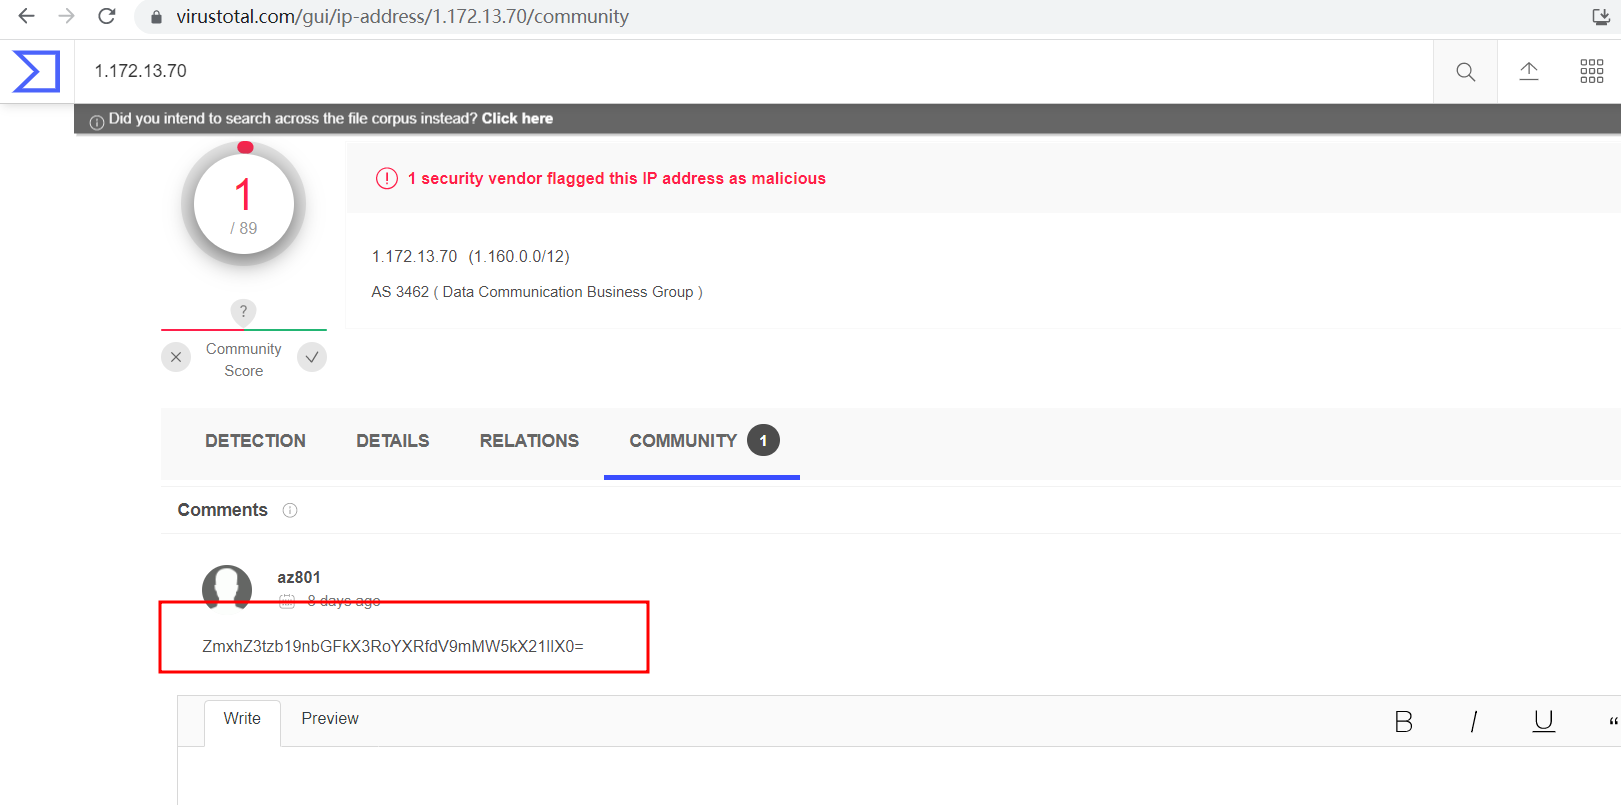 virustotal.com/gui/ip-address/1.172.13.70/community
1.172.13.70
Did you intend to search across the file corpus instead? Click here
1
/ 89
1 security vendor flagged this IP address as malicious
1.172.13.70 (1.160.0.0/12)
AS 3462 ( Data Communication Business Group )
?
Community
Score
DETECTION DETAILS RELATIONS COMMUNITY 1
Comments
az801
8 days ago
ZmxhZ3tzb19nbGFkX3RoYXRfdV9mMW5kX21lIX0=
Write Preview B I U “